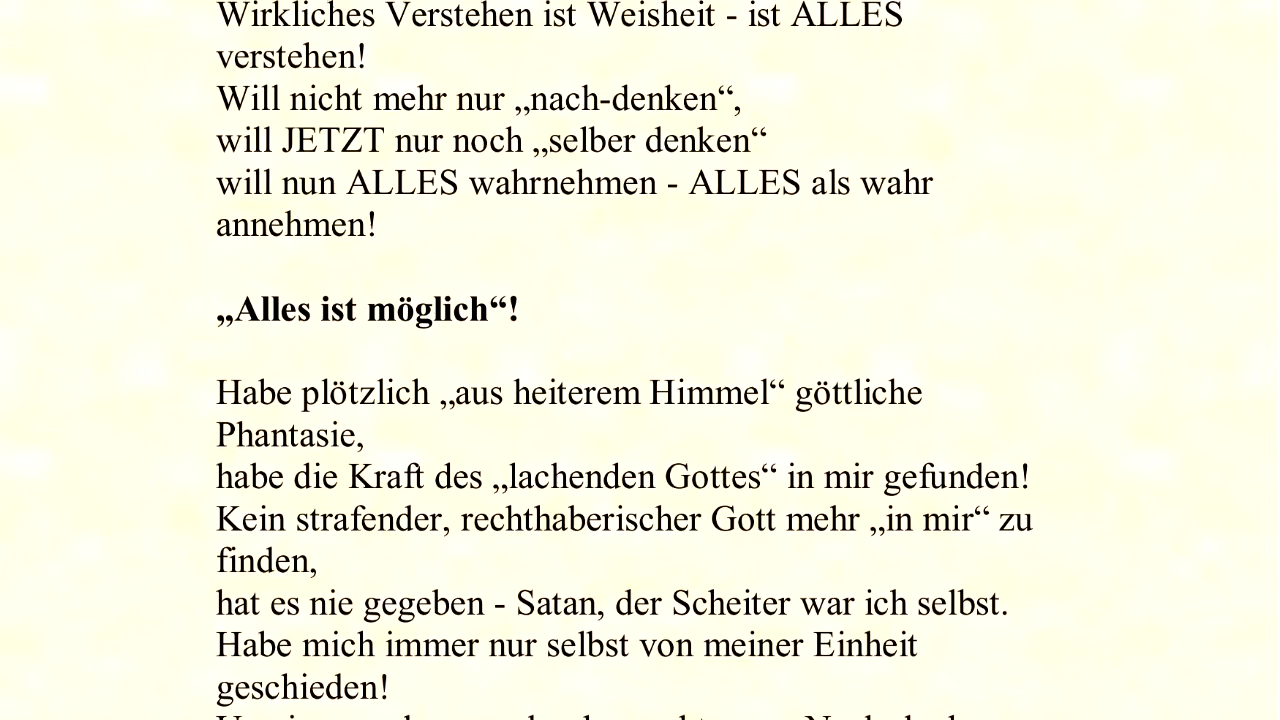 Wirkliches Verstehen ist Weisheit - ist ALLES
verstehen!
Will nicht mehr nur „nach-denken“,
will JETZT nur noch „selber denken“
will nun ALLES wahrnehmen - ALLES als wahr
annehmen!
„Alles ist möglich“!
Habe plötzlich „aus heiterem Himmel“ göttliche
Phantasie,
habe die Kraft des „lachenden Gottes“ in mir gefunden!
Kein strafender, rechthaberischer Gott mehr „in mir“ zu
finden,
hat es nie gegeben - Satan, der Scheiter war ich selbst.
Habe mich immer nur selbst von meiner Einheit
geschieden!